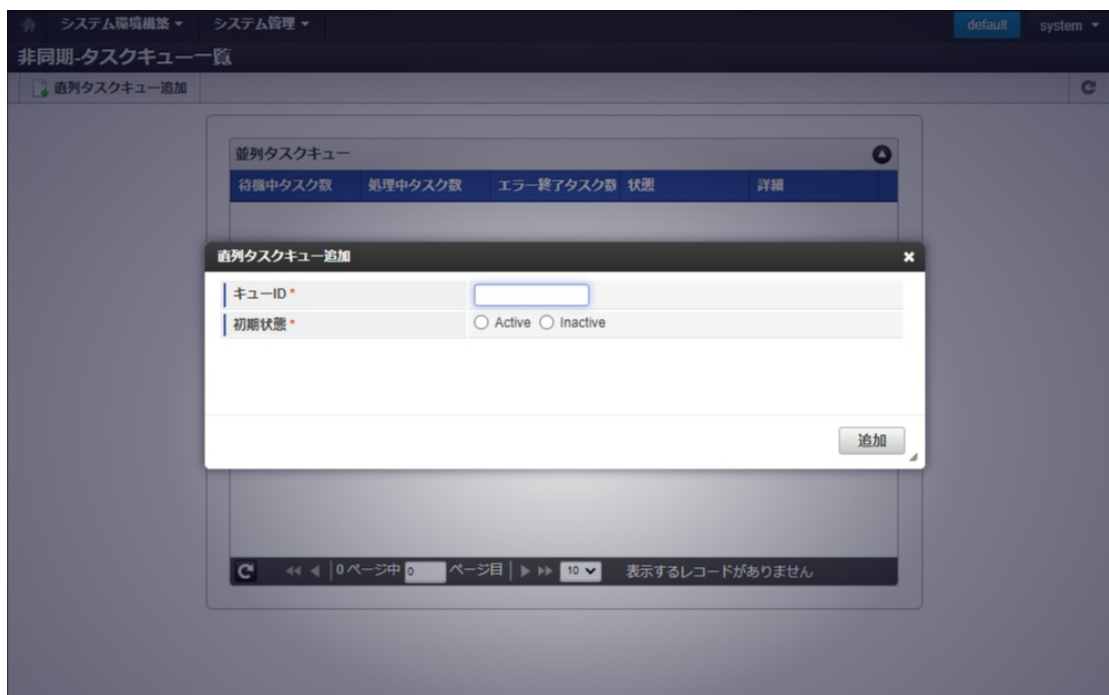 システム環境構築 システム管理 default system
非同期-タスクキュー一覧
直列タスクキュー追加
並列タスクキュー
待機中タスク数 処理中タスク数 エラー終了タスク数 状態 詳細
直列タスクキュー追加
キューID *
初期状態 * Active Inactive
追加
0 ページ中 0 ページ目 10 表示するレコードがありません